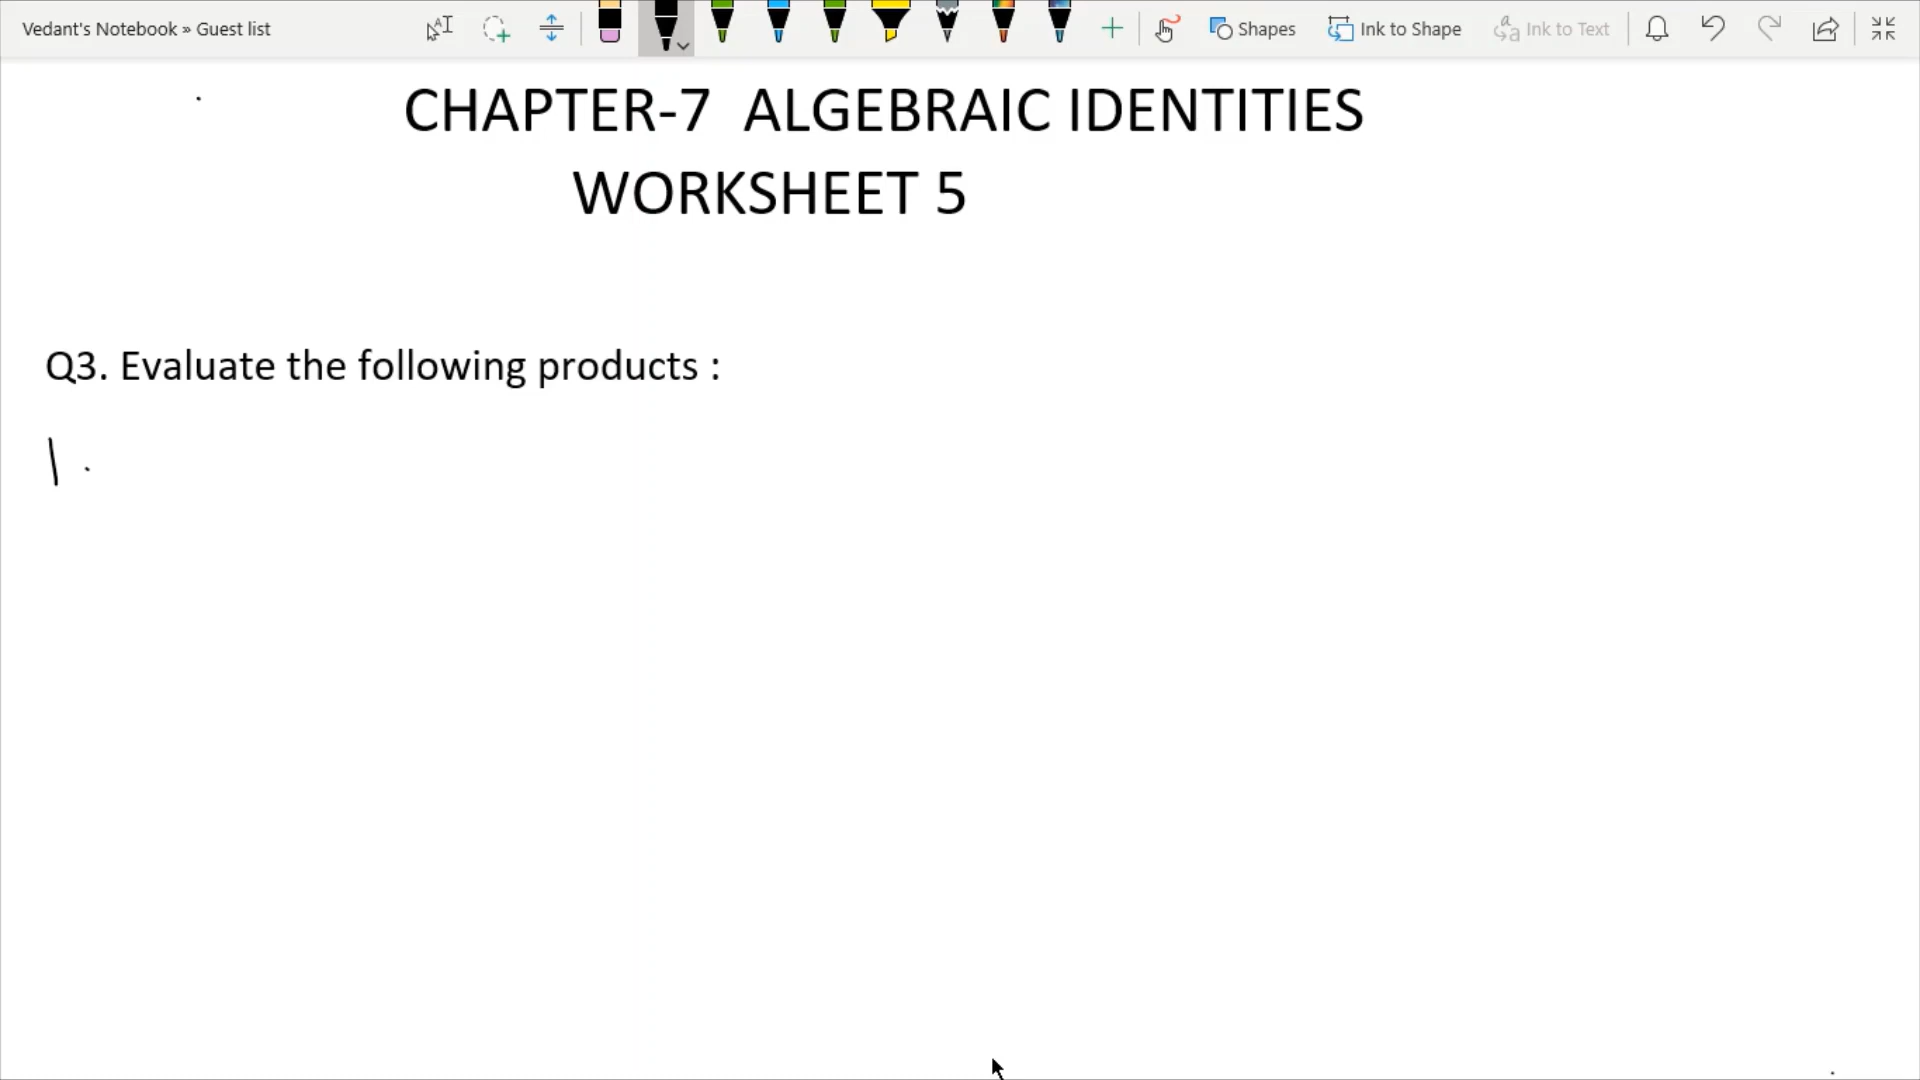 Vedant's Notebook » Guest list
Shapes
Ink to Shape
Ink to Text
CHAPTER-7 ALGEBRAIC IDENTITIES
WORKSHEET 5
Q3. Evaluate the following products :
1.